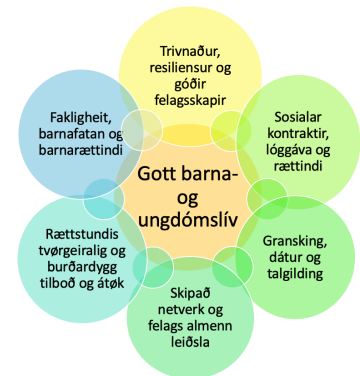 Trivnaður,
resiliensur og
góðir
felagsskapir
Sosialar
kontraktir,
lóggáva og
rættindi
Gransking,
dátur og
talgilding
Skipað
netverk og
felags almenn
leiðsla
Rættstundis
tvørgeiralig og
burðardygg
tilboð og átøk
Fakligheit,
barnafatan og
barnarættindi
Gott barna-
og
ungdómslív